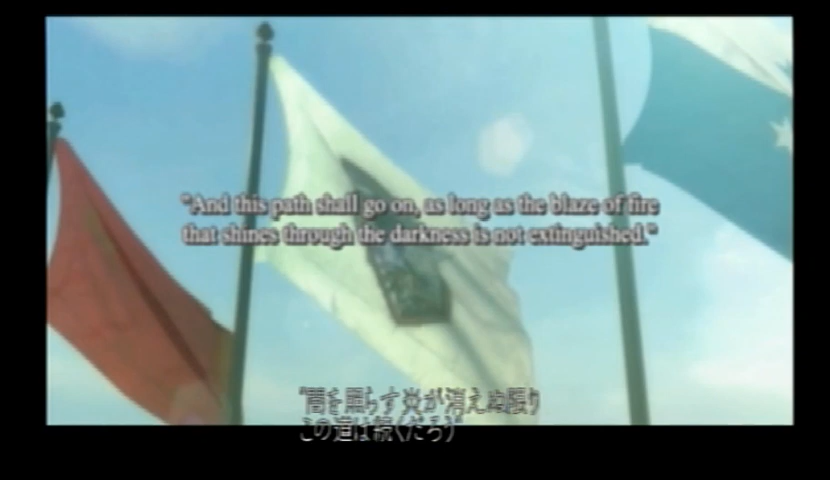 "And this path shall go on, as long as the blaze of fire
that shines through the darkness is not extinguished."
"闇を照らす炎が消えぬ限り
この道は続くだろう"